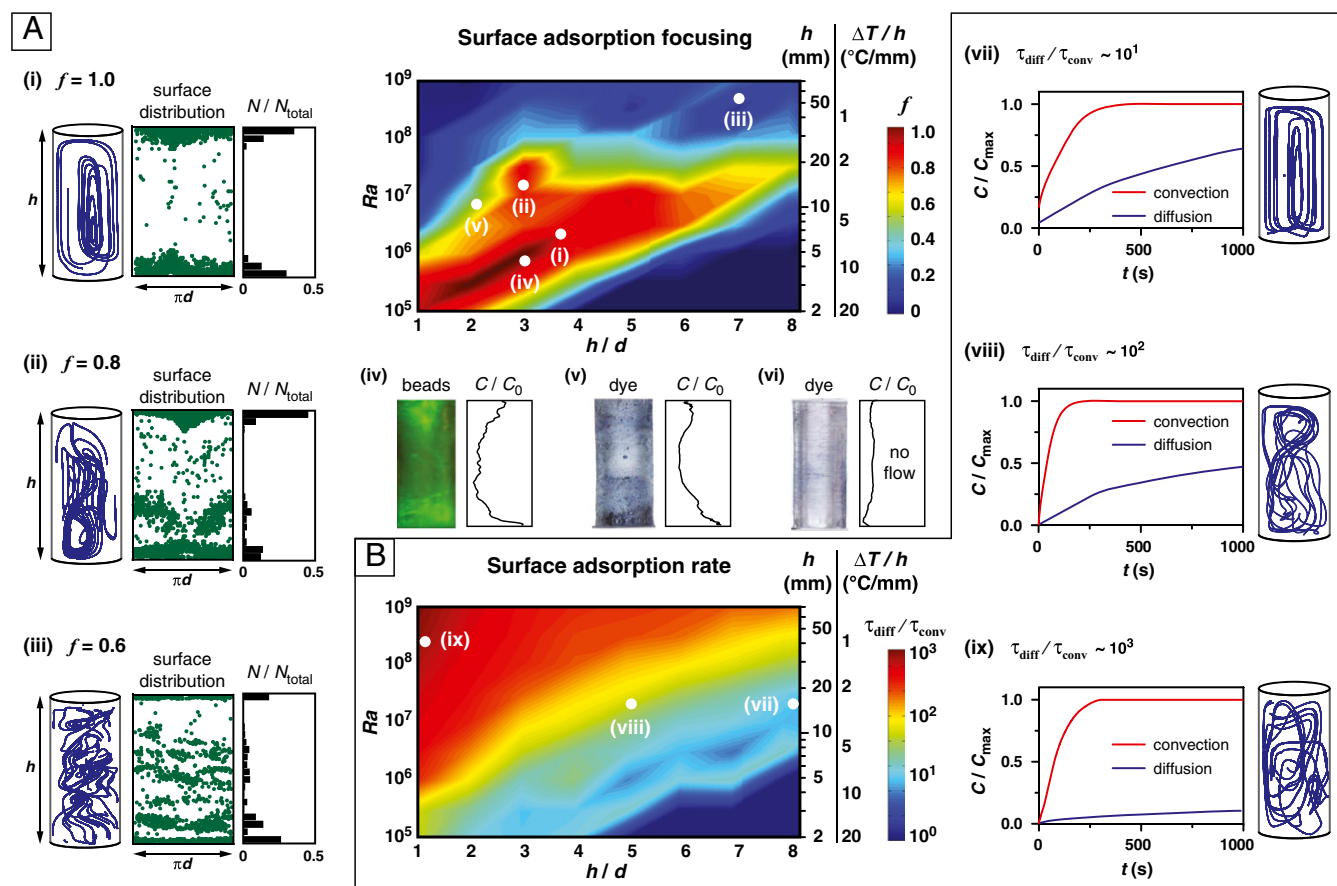 A
(i) f = 1.0
surface distribution
N / Ntotal
h
πd
0 0.5
(ii) f = 0.8
surface distribution
N / Ntotal
h
πd
0 0.5
(iii) f = 0.6
surface distribution
N / Ntotal
h
πd
0 0.5
Surface adsorption focusing
h (mm)
ΔT / h (°C/mm)
Ra
10⁹
10⁸
10⁷
10⁶
10⁵
(iii)
(ii)
(v)
(i)
(iv)
1 2 3 4 5 6 7 8
h / d
50
20
10
5
2
1
2
5
10
20
f
1.0
0.8
0.6
0.4
0.2
0
(iv) beads C / C0
(v) dye C / C0
(vi) dye C / C0
no flow
B
Surface adsorption rate
h (mm)
ΔT / h (°C/mm)
Ra
10⁹
10⁸
10⁷
10⁶
10⁵
(ix)
(viii)
(vii)
1 2 3 4 5 6 7 8
h / d
50
20
10
5
2
1
2
5
10
20
τdiff / τconv
10³
10²
10¹
10⁰
(vii) τdiff / τconv ~ 10¹
C / Cmax
1.0
0.5
0.0
convection
diffusion
0 500 1000
t (s)
(viii) τdiff / τconv ~ 10²
C / Cmax
1.0
0.5
0.0
convection
diffusion
0 500 1000
t (s)
(ix) τdiff / τconv ~ 10³
C / Cmax
1.0
0.5
0.0
convection
diffusion
0 500 1000
t (s)